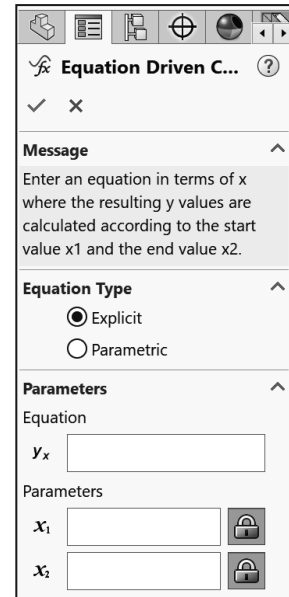 Equation Driven C...
?
Message
Enter an equation in terms of x
where the resulting y values are
calculated according to the start
value x1 and the end value x2.
Equation Type
Explicit
Parametric
Parameters
Equation
yₓ
Parameters
x₁
x₂